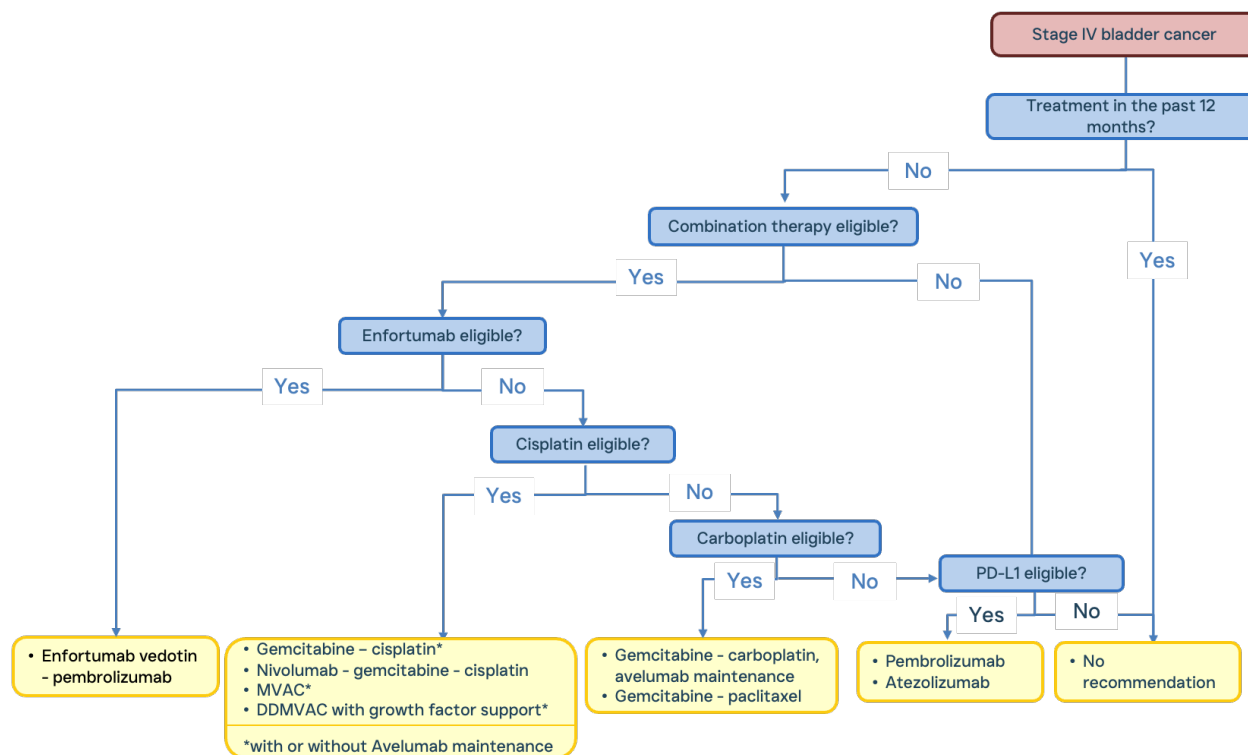 Stage IV bladder cancer
Treatment in the past 12
months?
No
Combination therapy eligible?
Yes
Yes
No
Enfortumab eligible?
Yes
No
Cisplatin eligible?
Yes
No
Carboplatin eligible?
Yes
No
PD-L1 eligible?
Yes
No
• Enfortumab vedotin
- pembrolizumab
• Gemcitabine – cisplatin*
• Nivolumab - gemcitabine - cisplatin
• MVAC*
• DDMVAC with growth factor support*
*with or without Avelumab maintenance
• Gemcitabine - carboplatin,
avelumab maintenance
• Gemcitabine - paclitaxel
• Pembrolizumab
• Atezolizumab
• No
recommendation